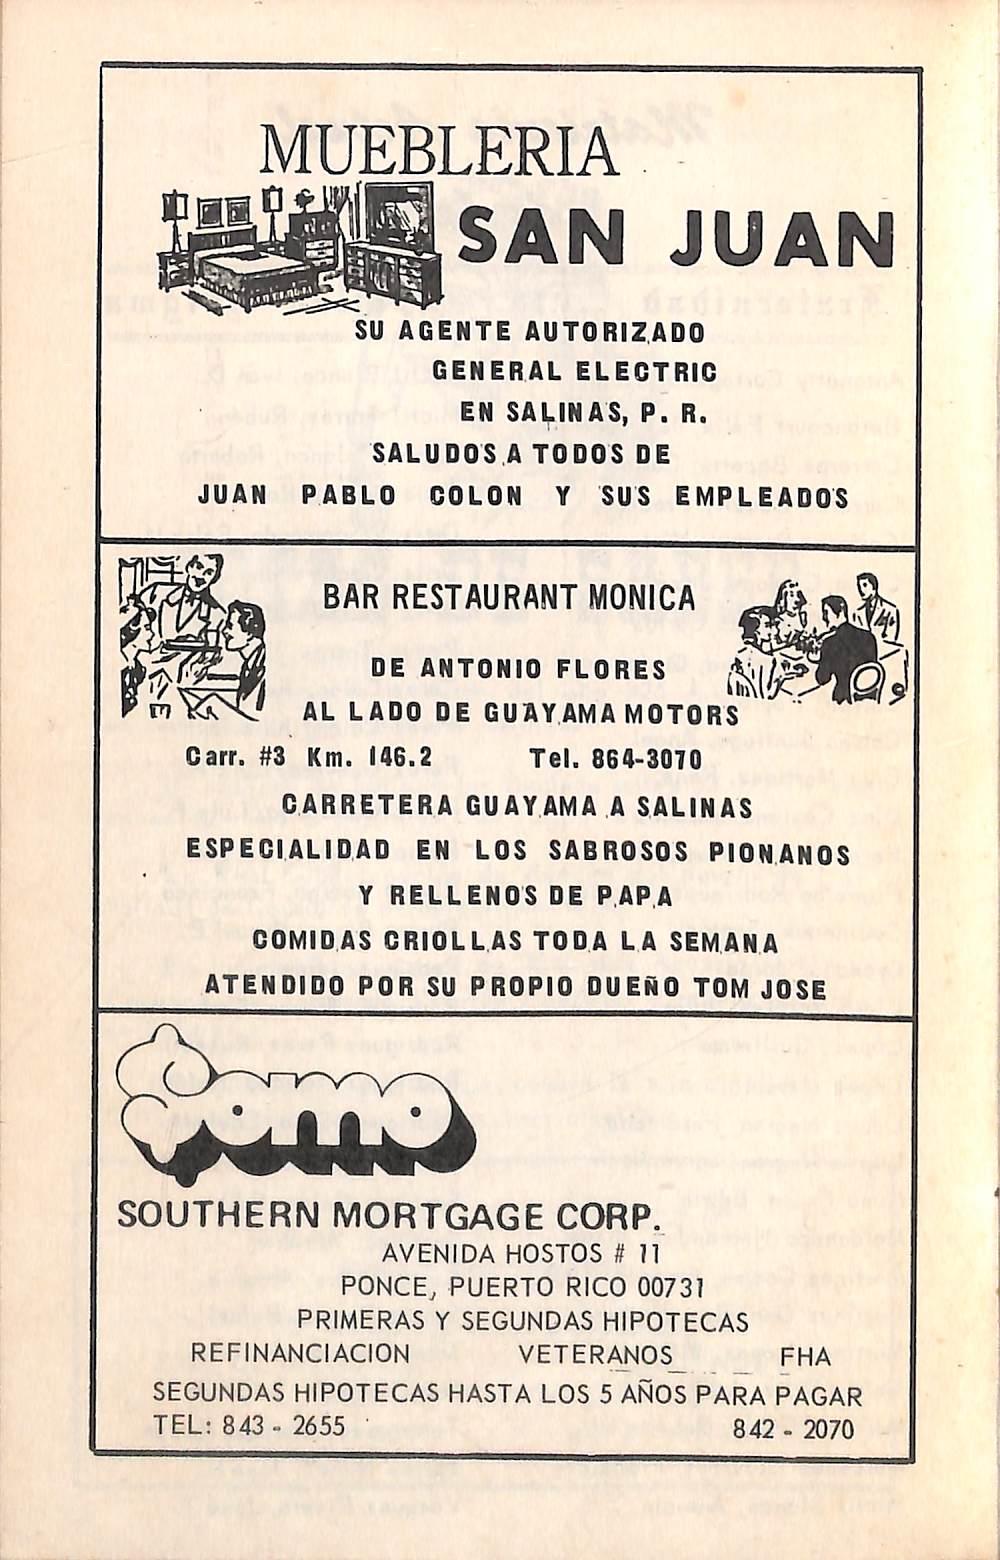 MUEBLERIA
SAN JUAN
SU AGENTE AUTORIZADO
GENERAL ELECTRIC
EN SALINAS, P. R.
SALUDOS A TODOS DE
JUAN PABLO COLON Y SUS EMPLEADOS
BAR RESTAURANT MONICA
DE ANTONIO FLORES
AL LADO DE GUAYAMA MOTORS
Carr. #3 Km. 146.2 Tel. 864-3070
CARRETERA GUAYAMA A SALINAS
ESPECIALIDAD EN LOS SABROSOS PIONANOS
Y RELLENOS DE PAPA
COMIDAS CRIOLLAS TODA LA SEMANA
ATENDIDO POR SU PROPIO DUEÑO TOM JOSE
SOUTHERN MORTGAGE CORP.
AVENIDA HOSTOS # 11
PONCE, PUERTO RICO 00731
PRIMERAS Y SEGUNDAS HIPOTECAS
REFINANCIACION VETERANOS FHA
SEGUNDAS HIPOTECAS HASTA LOS 5 AÑOS PARA PAGAR
TEL: 843 - 2655 842 - 2070